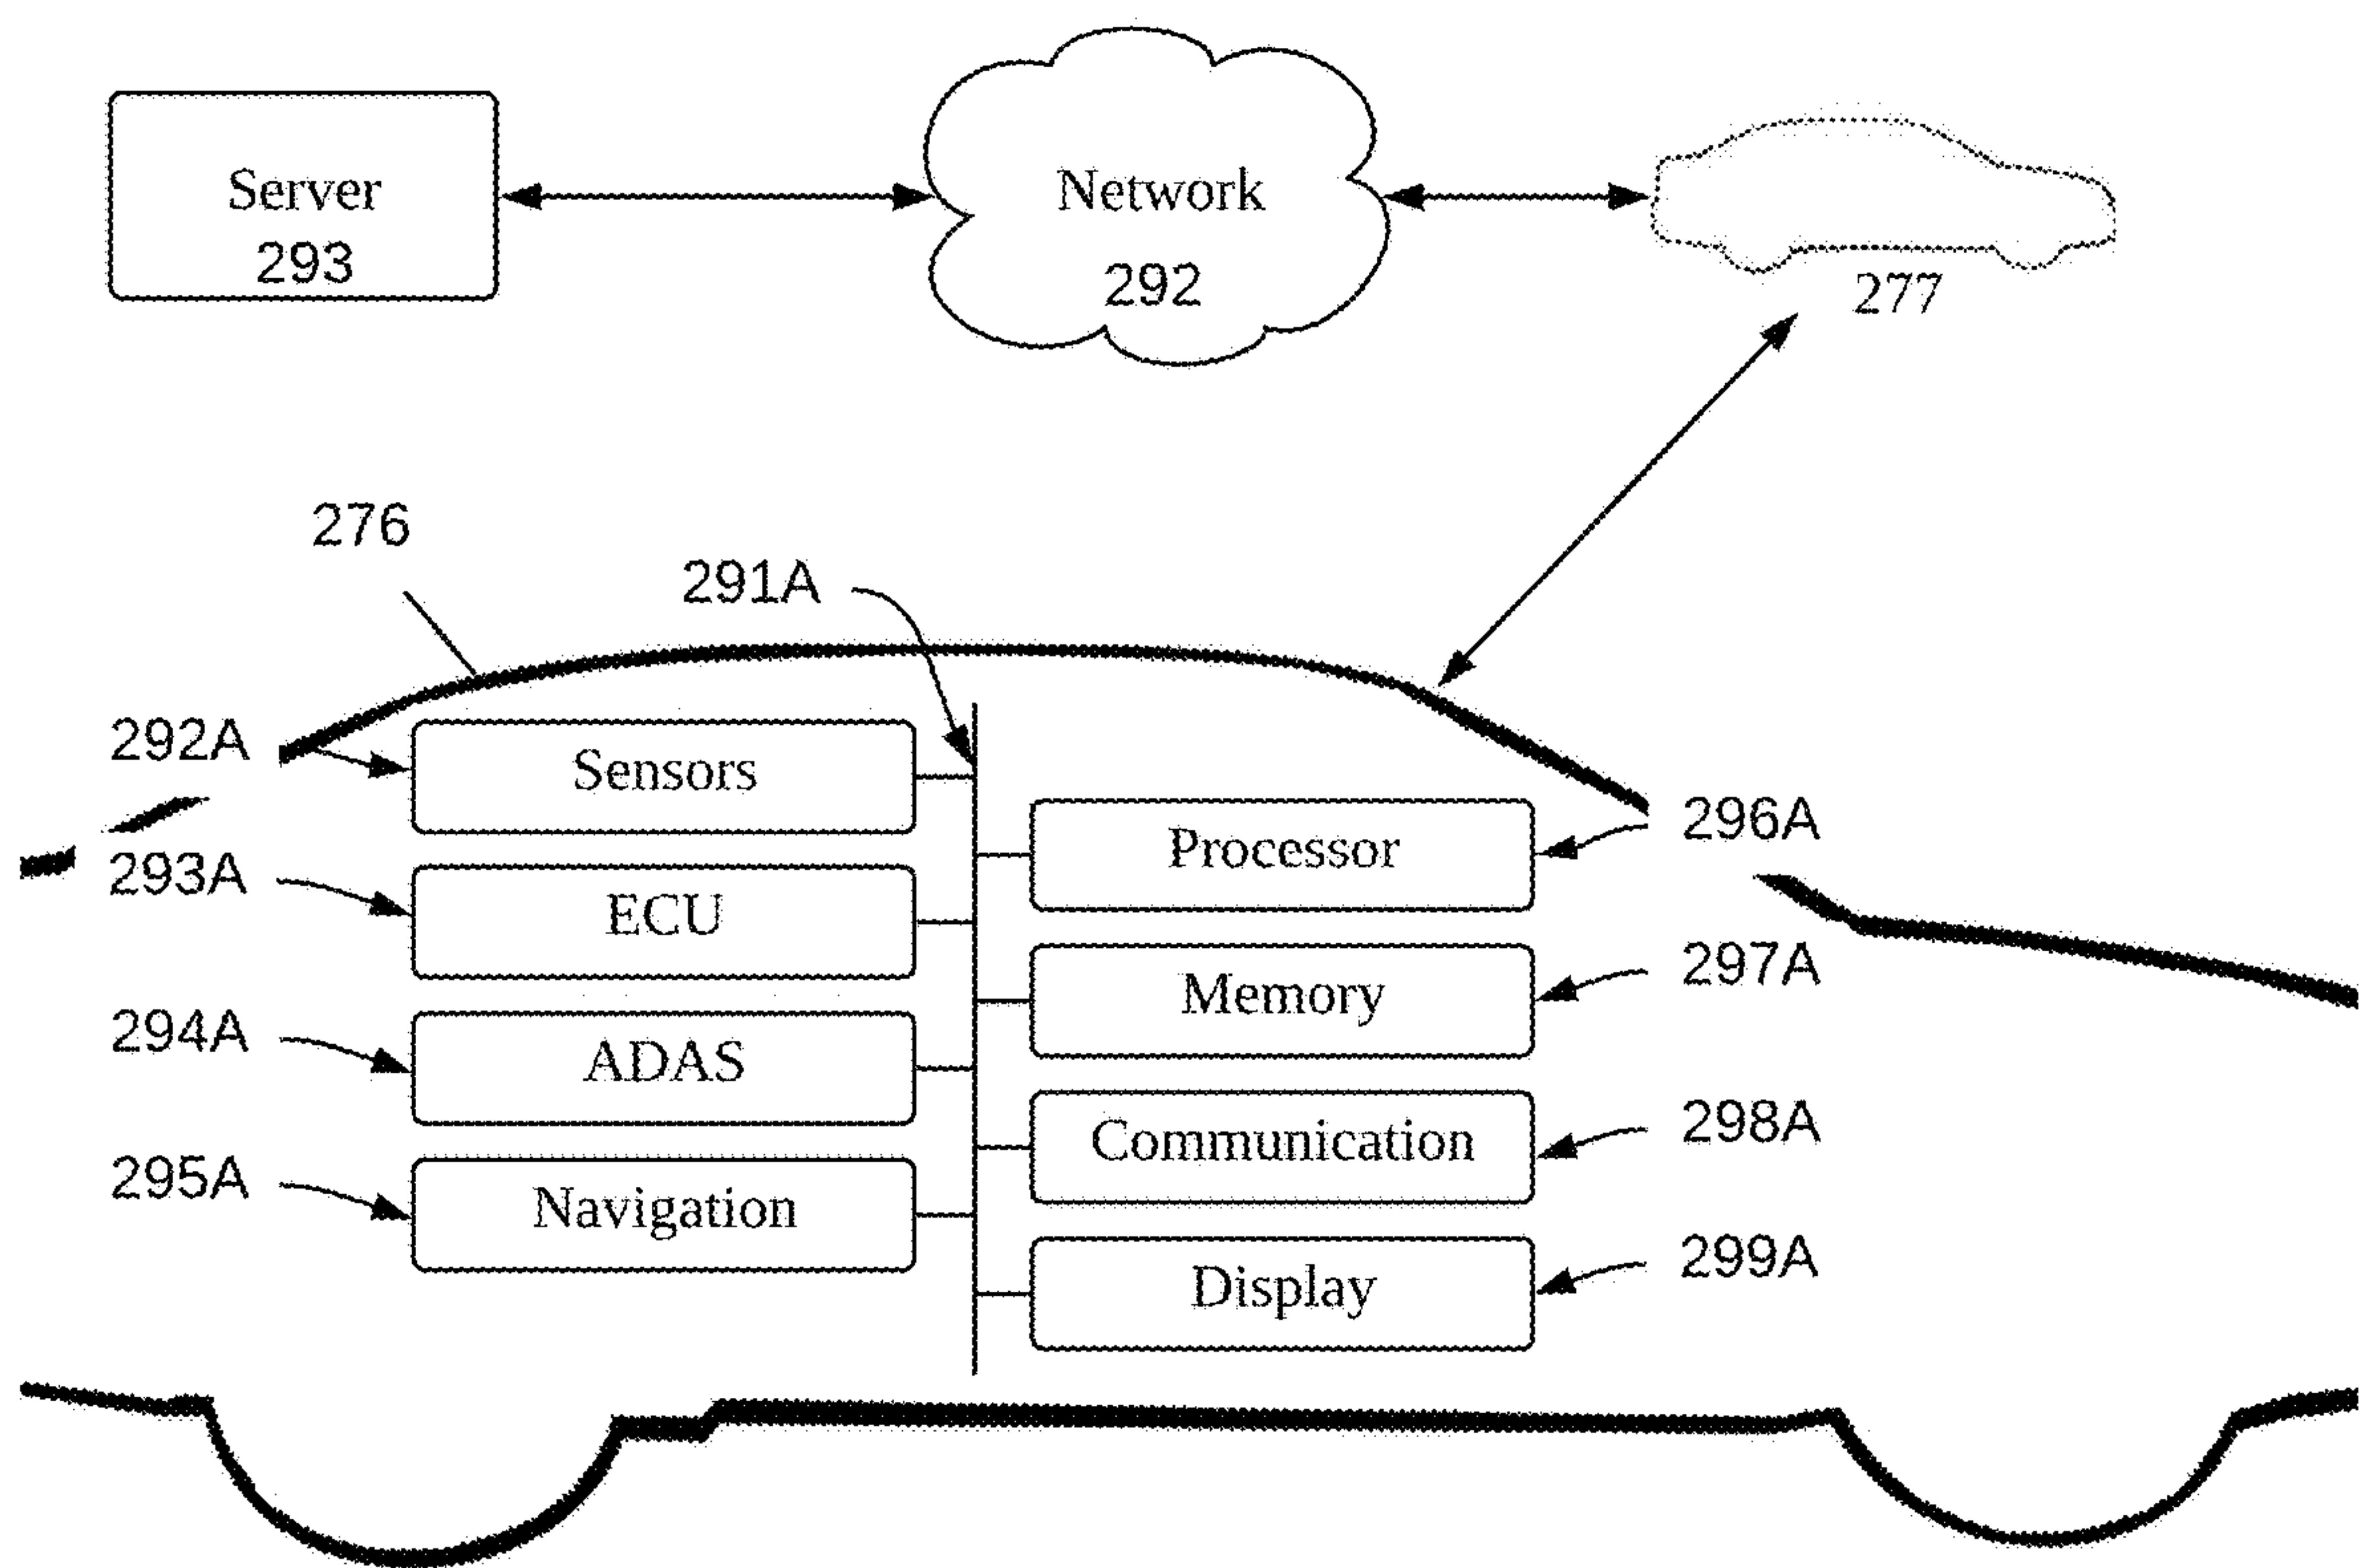 Server
293
Network
292
277
276
291A
292A
Sensors
293A
ECU
294A
ADAS
295A
Navigation
Processor
296A
Memory
297A
Communication
298A
Display
299A